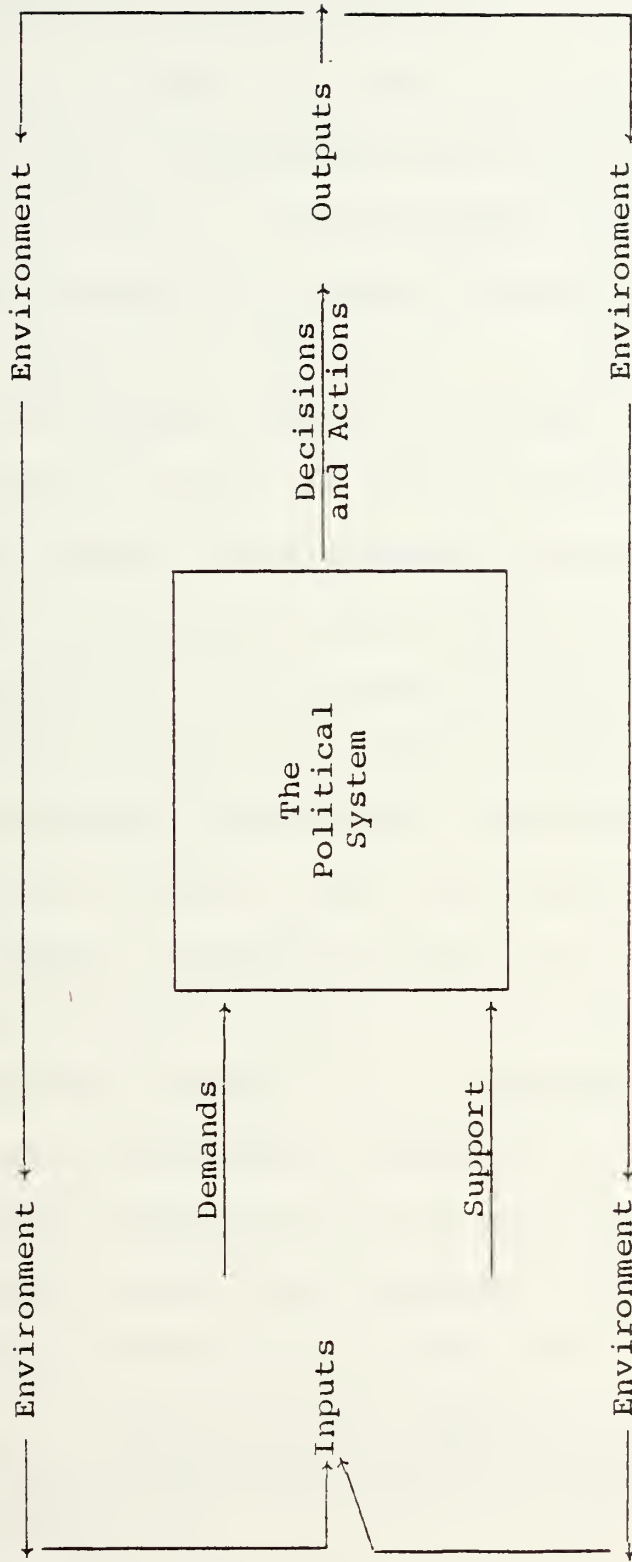 Environment
Environment
Demands
Inputs
The
Political
System
Decisions
and Actions
Outputs
Support
Environment
Environment